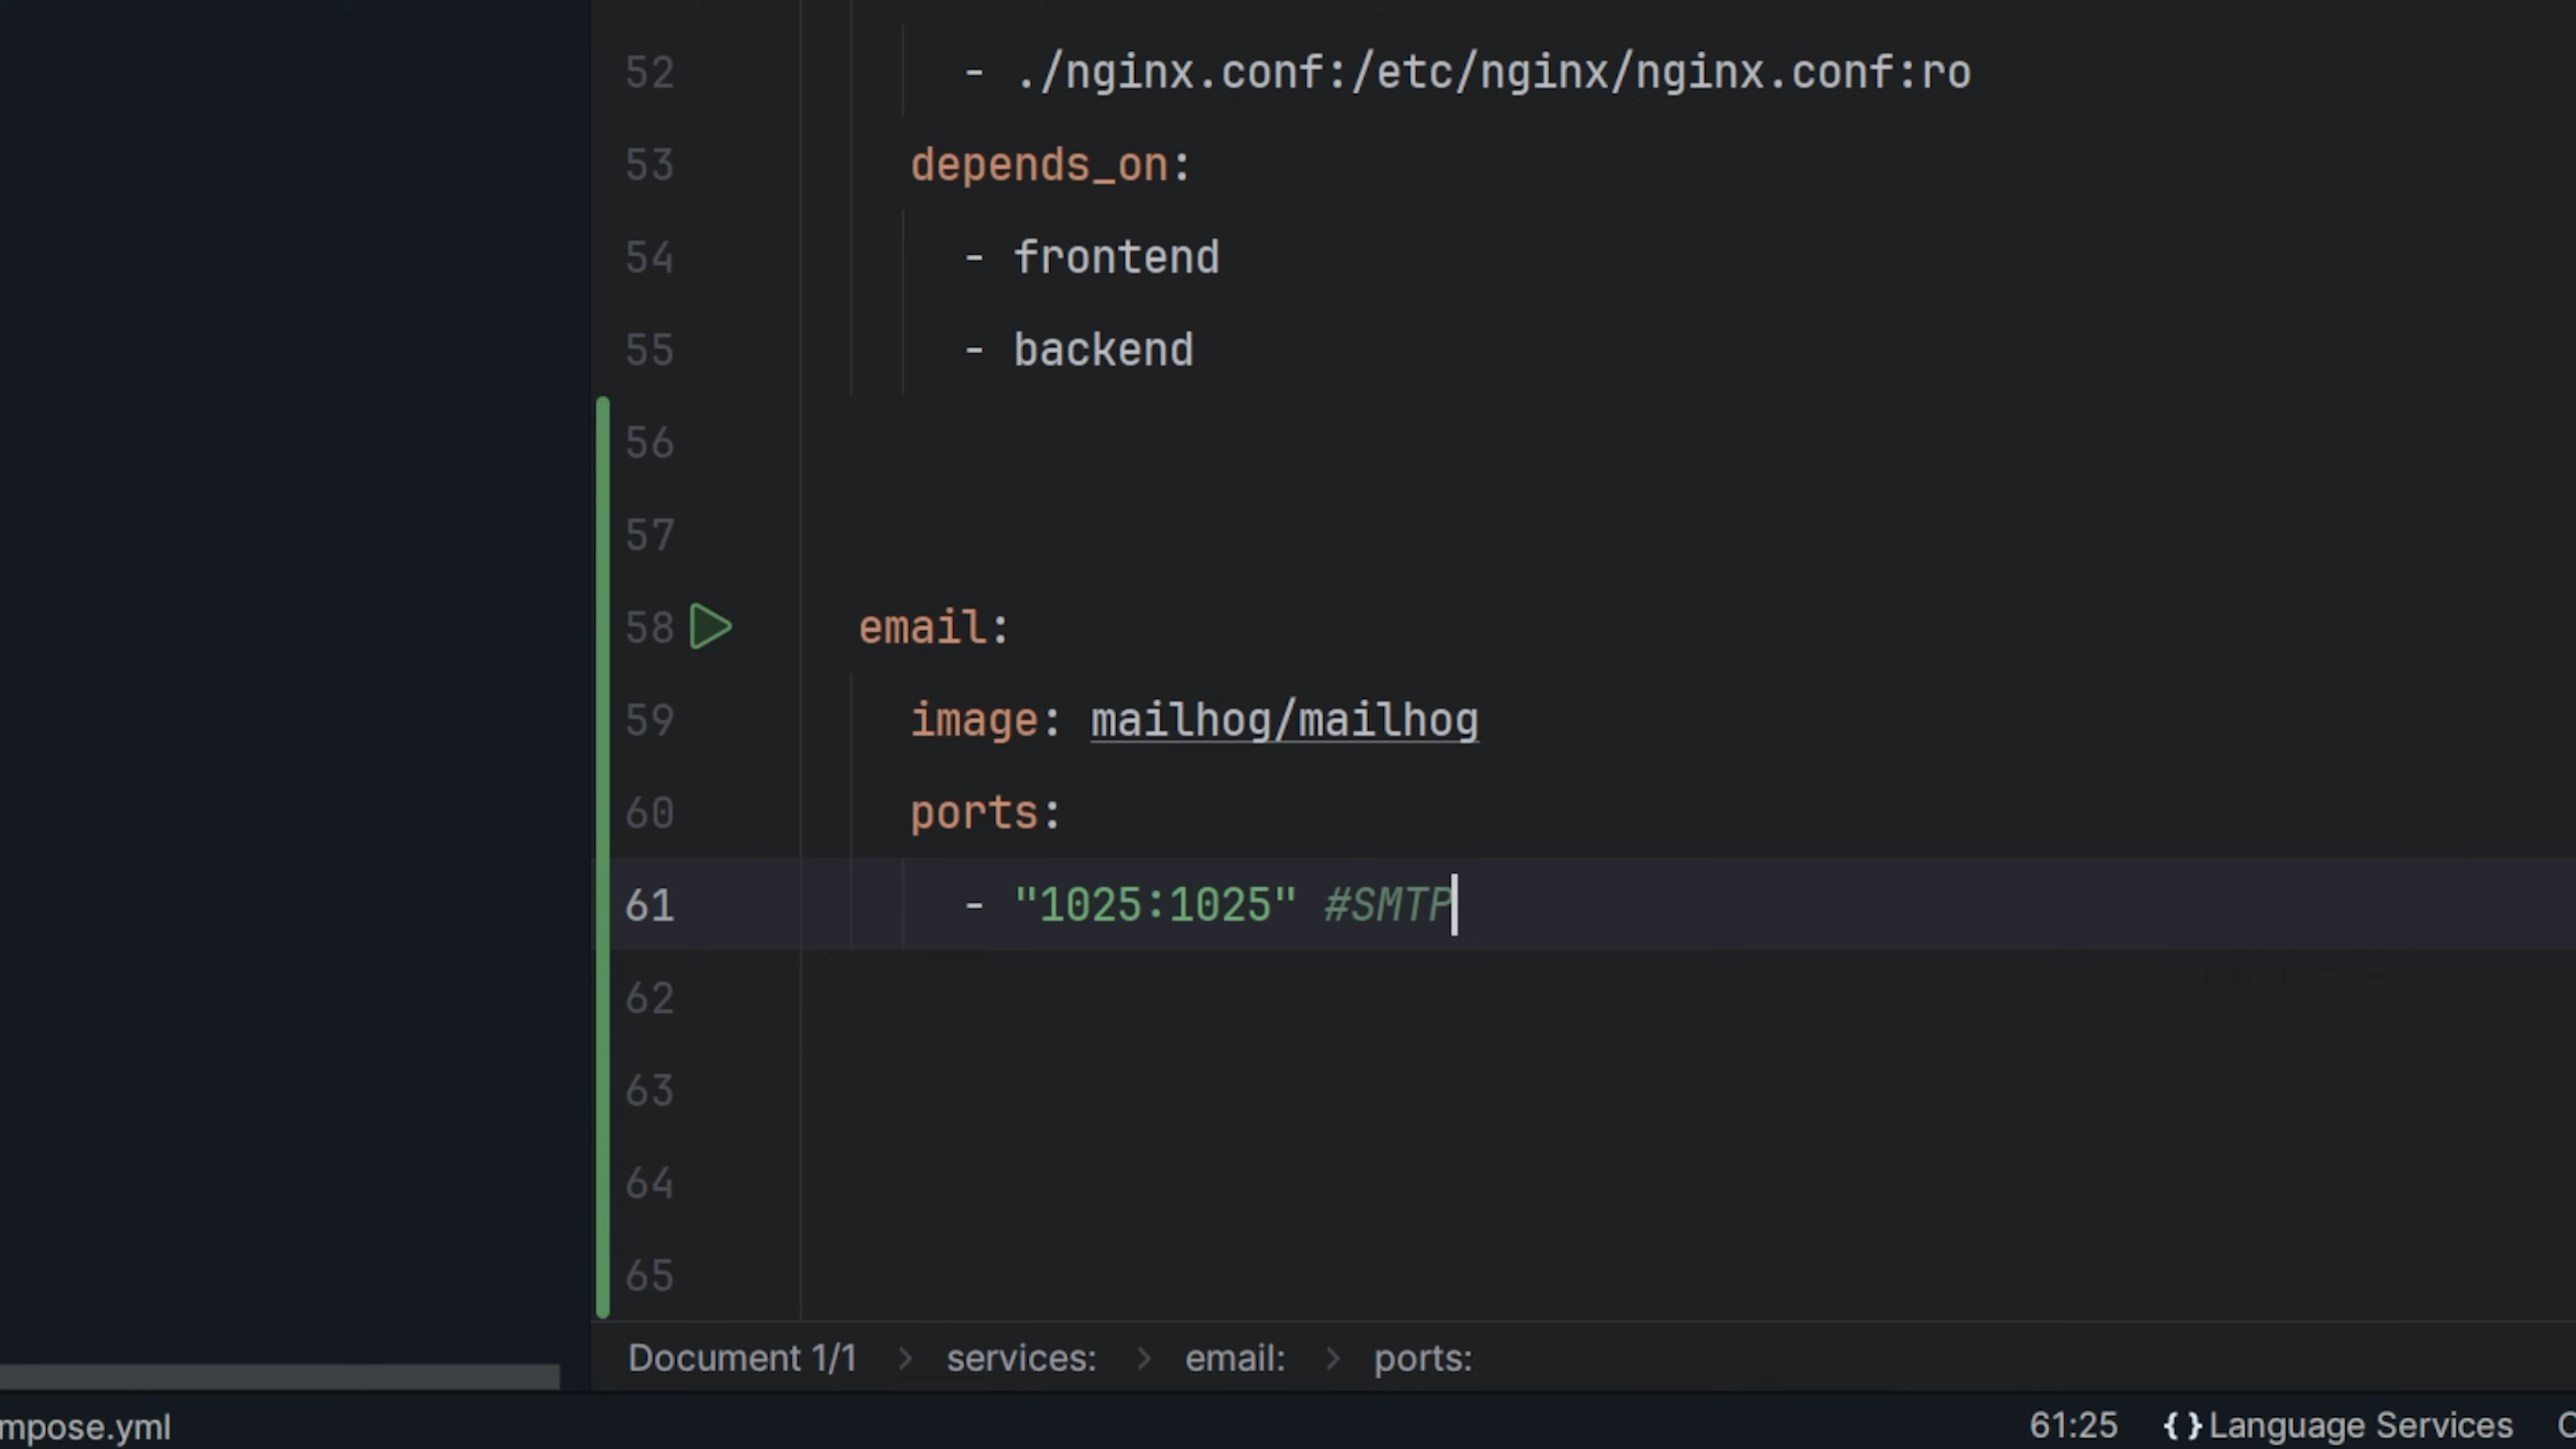 52 - ./nginx.conf:/etc/nginx/nginx.conf:ro
53 depends_on:
54 - frontend
55 - backend
56
57
58 email:
59 image: mailhog/mailhog
60 ports:
61 - "1025:1025" #SMTP
62
63
64
65
Document 1/1 > services: > email: > ports:
mpose.yml 61:25 {} Language Services